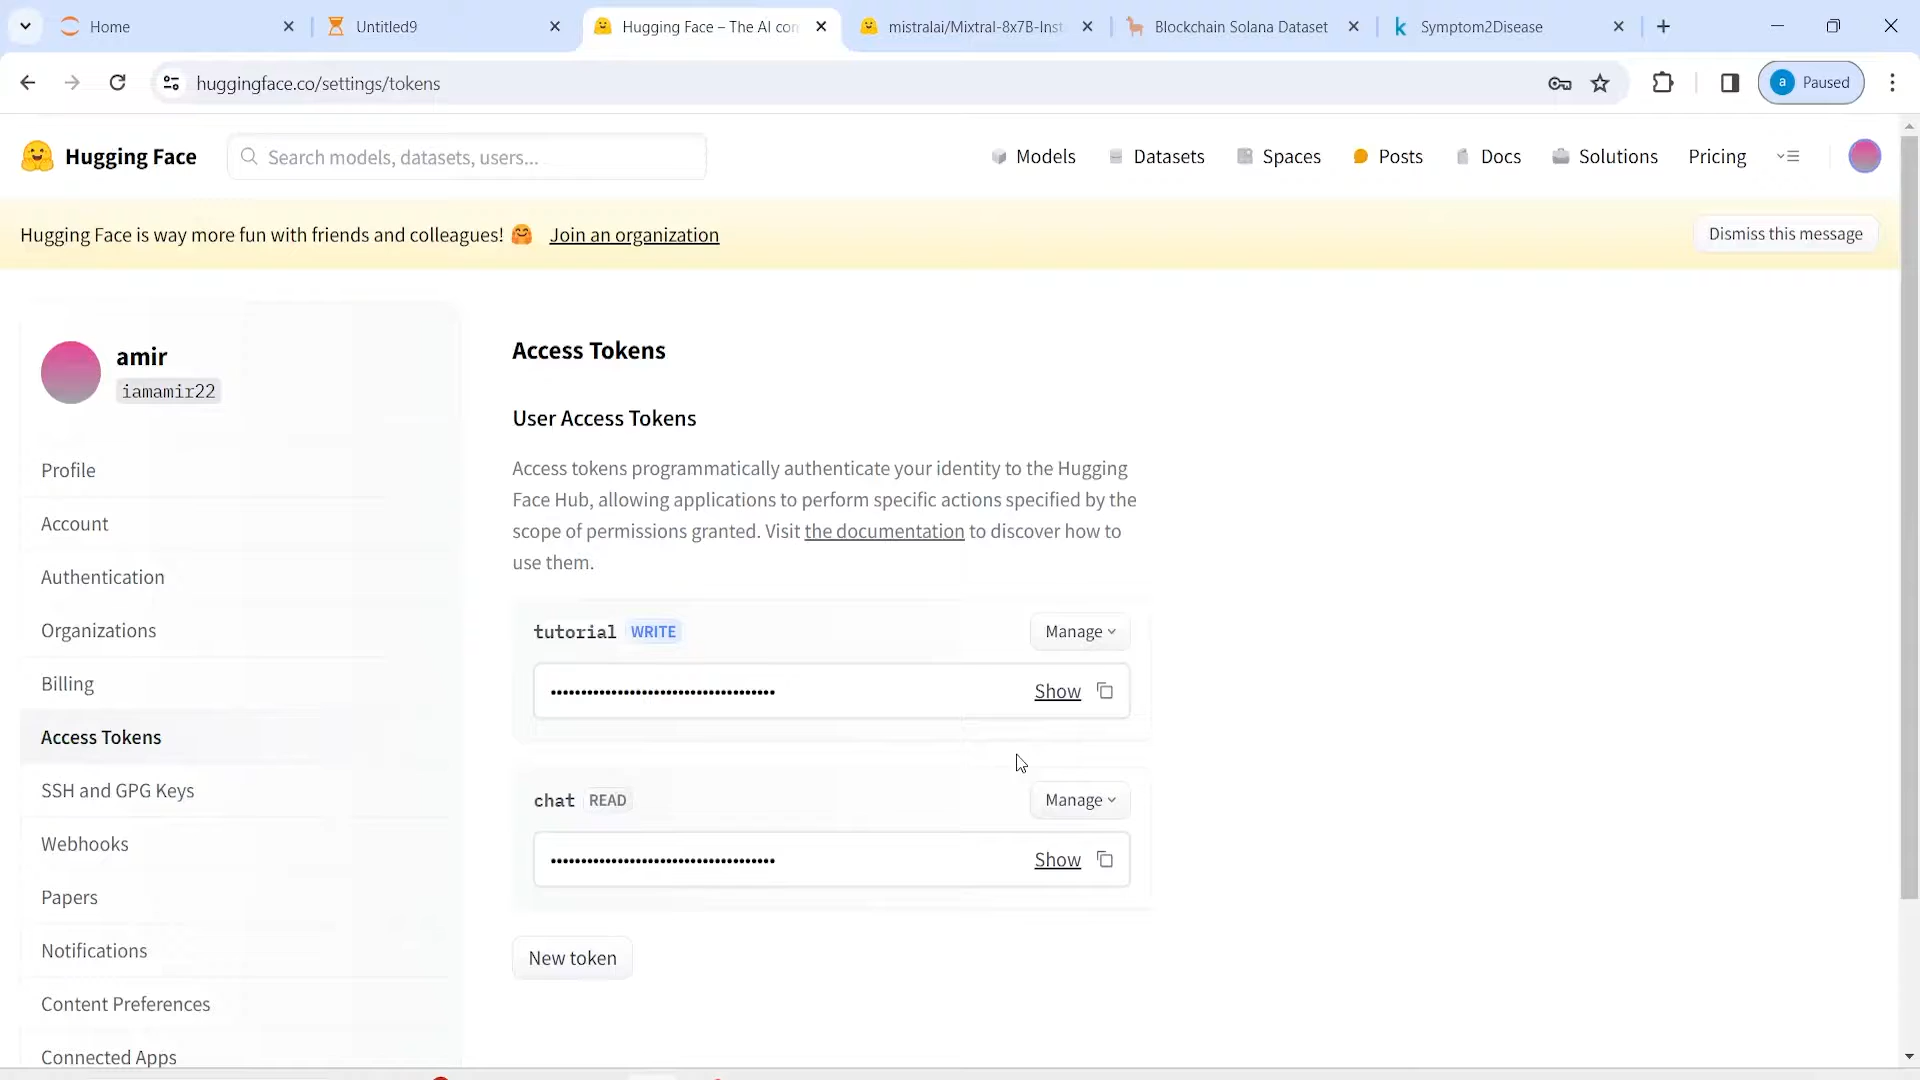 Home
Untitled9
Hugging Face – The AI con
mistralai/Mixtral-8x7B-Inst
Blockchain Solana Dataset
k Symptom2Disease
huggingface.co/settings/tokens
a Paused
Hugging Face
Search models, datasets, users...
Models
Datasets
Spaces
Posts
Docs
Solutions
Pricing
Hugging Face is way more fun with friends and colleagues! 🤗 Join an organization
Dismiss this message
amir
iamamir22
Profile
Account
Authentication
Organizations
Billing
Access Tokens
SSH and GPG Keys
Webhooks
Papers
Notifications
Content Preferences
Connected Apps
Access Tokens
User Access Tokens
Access tokens programmatically authenticate your identity to the Hugging
Face Hub, allowing applications to perform specific actions specified by the
scope of permissions granted. Visit the documentation to discover how to
use them.
tutorial WRITE
Manage
•••••••••••••••••••••••••••••••••••••
Show
chat READ
Manage
•••••••••••••••••••••••••••••••••••••
Show
New token